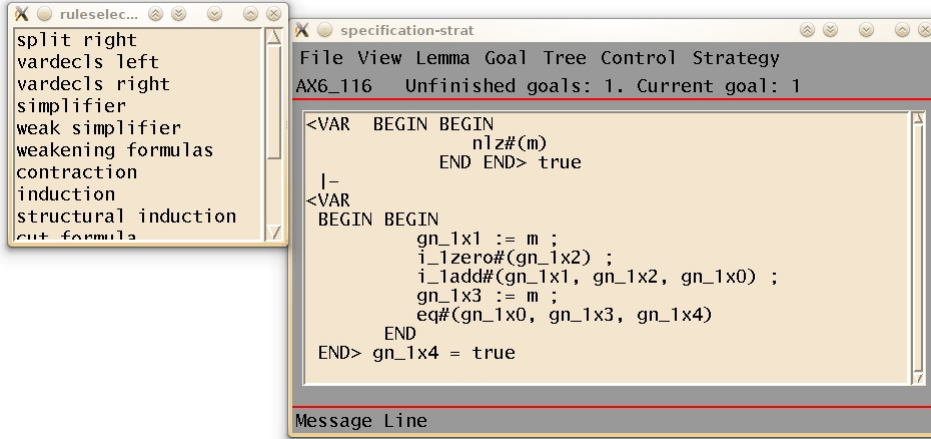 ruleselec...
split right
vardecls left
vardecls right
simplifier
weak simplifier
weakening formulas
contraction
induction
structural induction
cut formula
specification-strat
File View Lemma Goal Tree Control Strategy
AX6_116 Unfinished goals: 1. Current goal: 1
<VAR BEGIN BEGIN
nlz#(m)
END END> true
|-
<VAR
BEGIN BEGIN
gn_1x1 := m ;
i_1zero#(gn_1x2) ;
i_1add#(gn_1x1, gn_1x2, gn_1x0) ;
gn_1x3 := m ;
eq#(gn_1x0, gn_1x3, gn_1x4)
END
END> gn_1x4 = true
Message Line